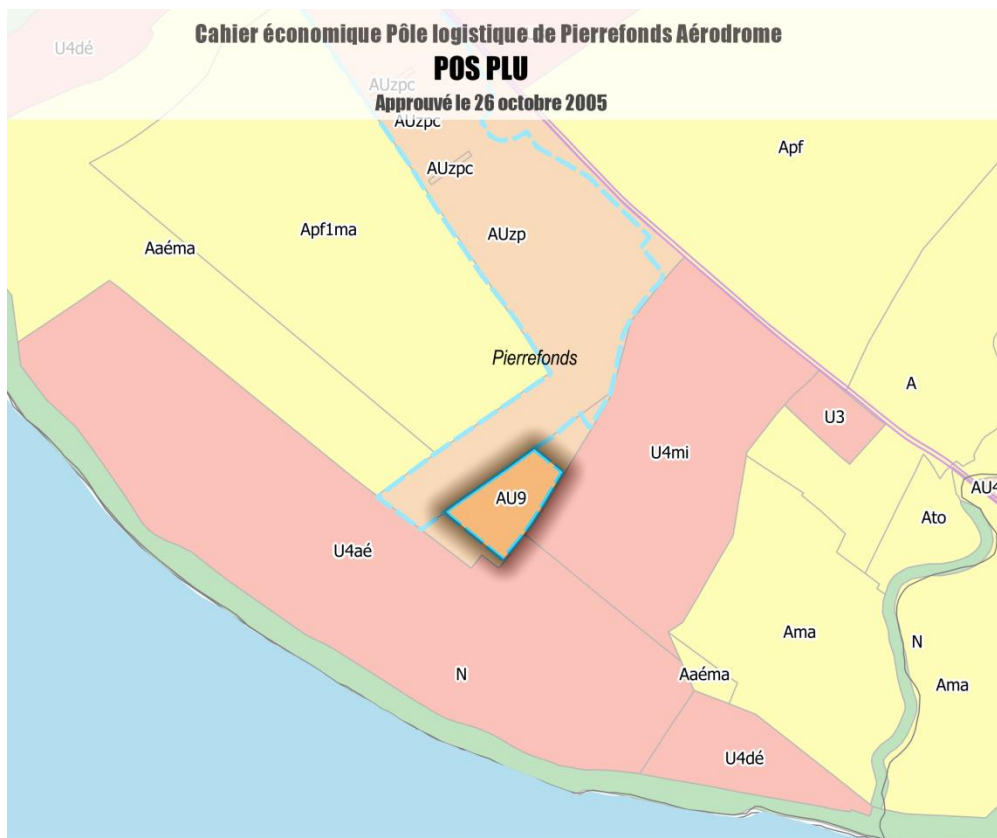 Cahier économique Pôle logistique de Pierrefonds Aérodrome
POS PLU
Approuvé le 26 octobre 2005
U4dé
AUzpc
AUzpc
AUzpc
Apf
Apf1ma
Aaéma
AUzp
Pierrefonds
A
U3
U4mi
AU9
AU4
Ato
U4aé
Ama
N
N
Aaéma
Ama
U4dé